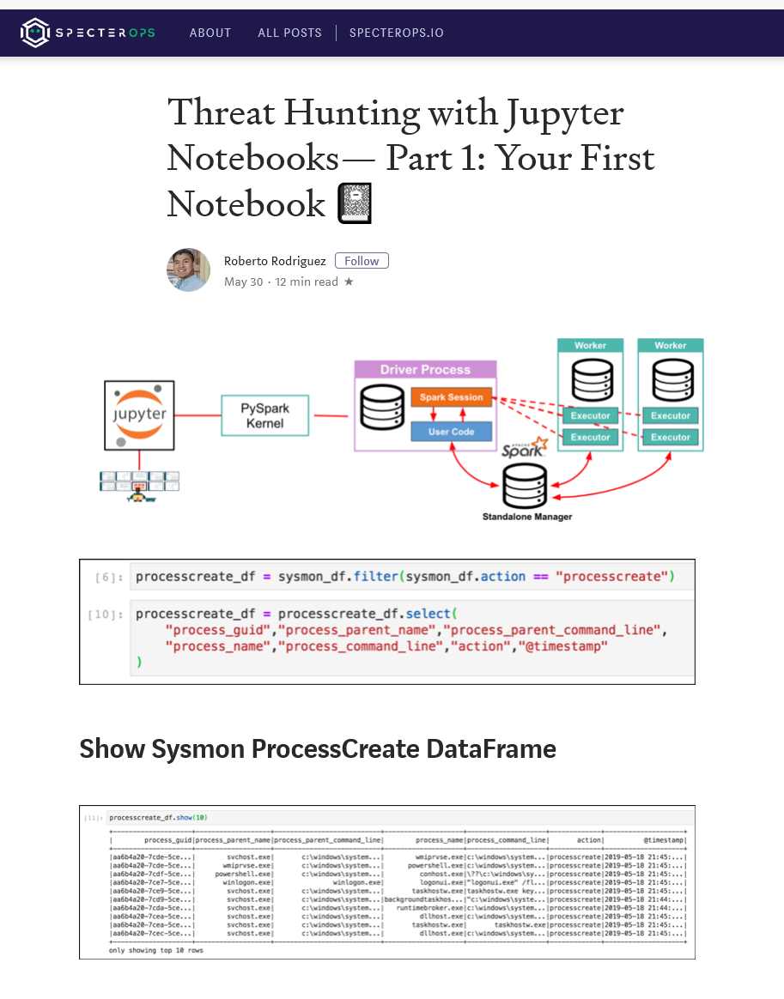 SPECTEROPS ABOUT ALL POSTS SPECTEROPS.IO
Threat Hunting with Jupyter
Notebooks— Part 1: Your First
Notebook
Roberto Rodriguez Follow
May 30 · 12 min read ★
jupyter
PySpark
Kernel
Driver Process
Spark Session
User Code
Worker
Executor
Executor
Worker
Executor
Executor
APACHE
Spark
Standalone Manager
[6]: processcreate_df = sysmon_df.filter(sysmon_df.action == "processcreate")
[10]: processcreate_df = processcreate_df.select(
"process_guid","process_parent_name","process_parent_command_line",
"process_name","process_command_line","action","@timestamp"
)
Show Sysmon ProcessCreate DataFrame
[11]: processcreate_df.show(10)
| process_guid|process_parent_name|process_parent_command_line| process_name|process_command_line| action| @timestamp|
|aa6b4a20-7cde-5ce...| svchost.exe| c:\windows\system...| wmiprvse.exe|c:\windows\system...|processcreate|2019-05-18 21:45:...|
|aa6b4a20-7cde-5ce...| wmiprvse.exe| c:\windows\system...| powershell.exe|c:\windows\system...|processcreate|2019-05-18 21:45:...|
|aa6b4a20-7cdf-5ce...| powershell.exe| c:\windows\system...| conhost.exe|\??\c:\windows\sy...|processcreate|2019-05-18 21:45:...|
|aa6b4a20-7ce7-5ce...| winlogon.exe| winlogon.exe| logonui.exe|"logonui.exe" /fl...|processcreate|2019-05-18 21:45:...|
|aa6b4a20-7ce9-5ce...| svchost.exe| c:\windows\system...| taskhostw.exe|taskhostw.exe key...|processcreate|2019-05-18 21:45:...|
|aa6b4a20-7cd9-5ce...| svchost.exe| c:\windows\system...|backgroundtaskhos...|"c:\windows\syste...|processcreate|2019-05-18 21:44:...|
|aa6b4a20-7cda-5ce...| svchost.exe| c:\windows\system...| runtimebroker.exe|c:\windows\system...|processcreate|2019-05-18 21:44:...|
|aa6b4a20-7cea-5ce...| svchost.exe| c:\windows\system...| dllhost.exe|c:\windows\system...|processcreate|2019-05-18 21:45:...|
|aa6b4a20-7cea-5ce...| svchost.exe| c:\windows\system...| taskhostw.exe| taskhostw.exe|processcreate|2019-05-18 21:45:...|
|aa6b4a20-7cec-5ce...| svchost.exe| c:\windows\system...| dllhost.exe|c:\windows\system...|processcreate|2019-05-18 21:45:...|
only showing top 10 rows